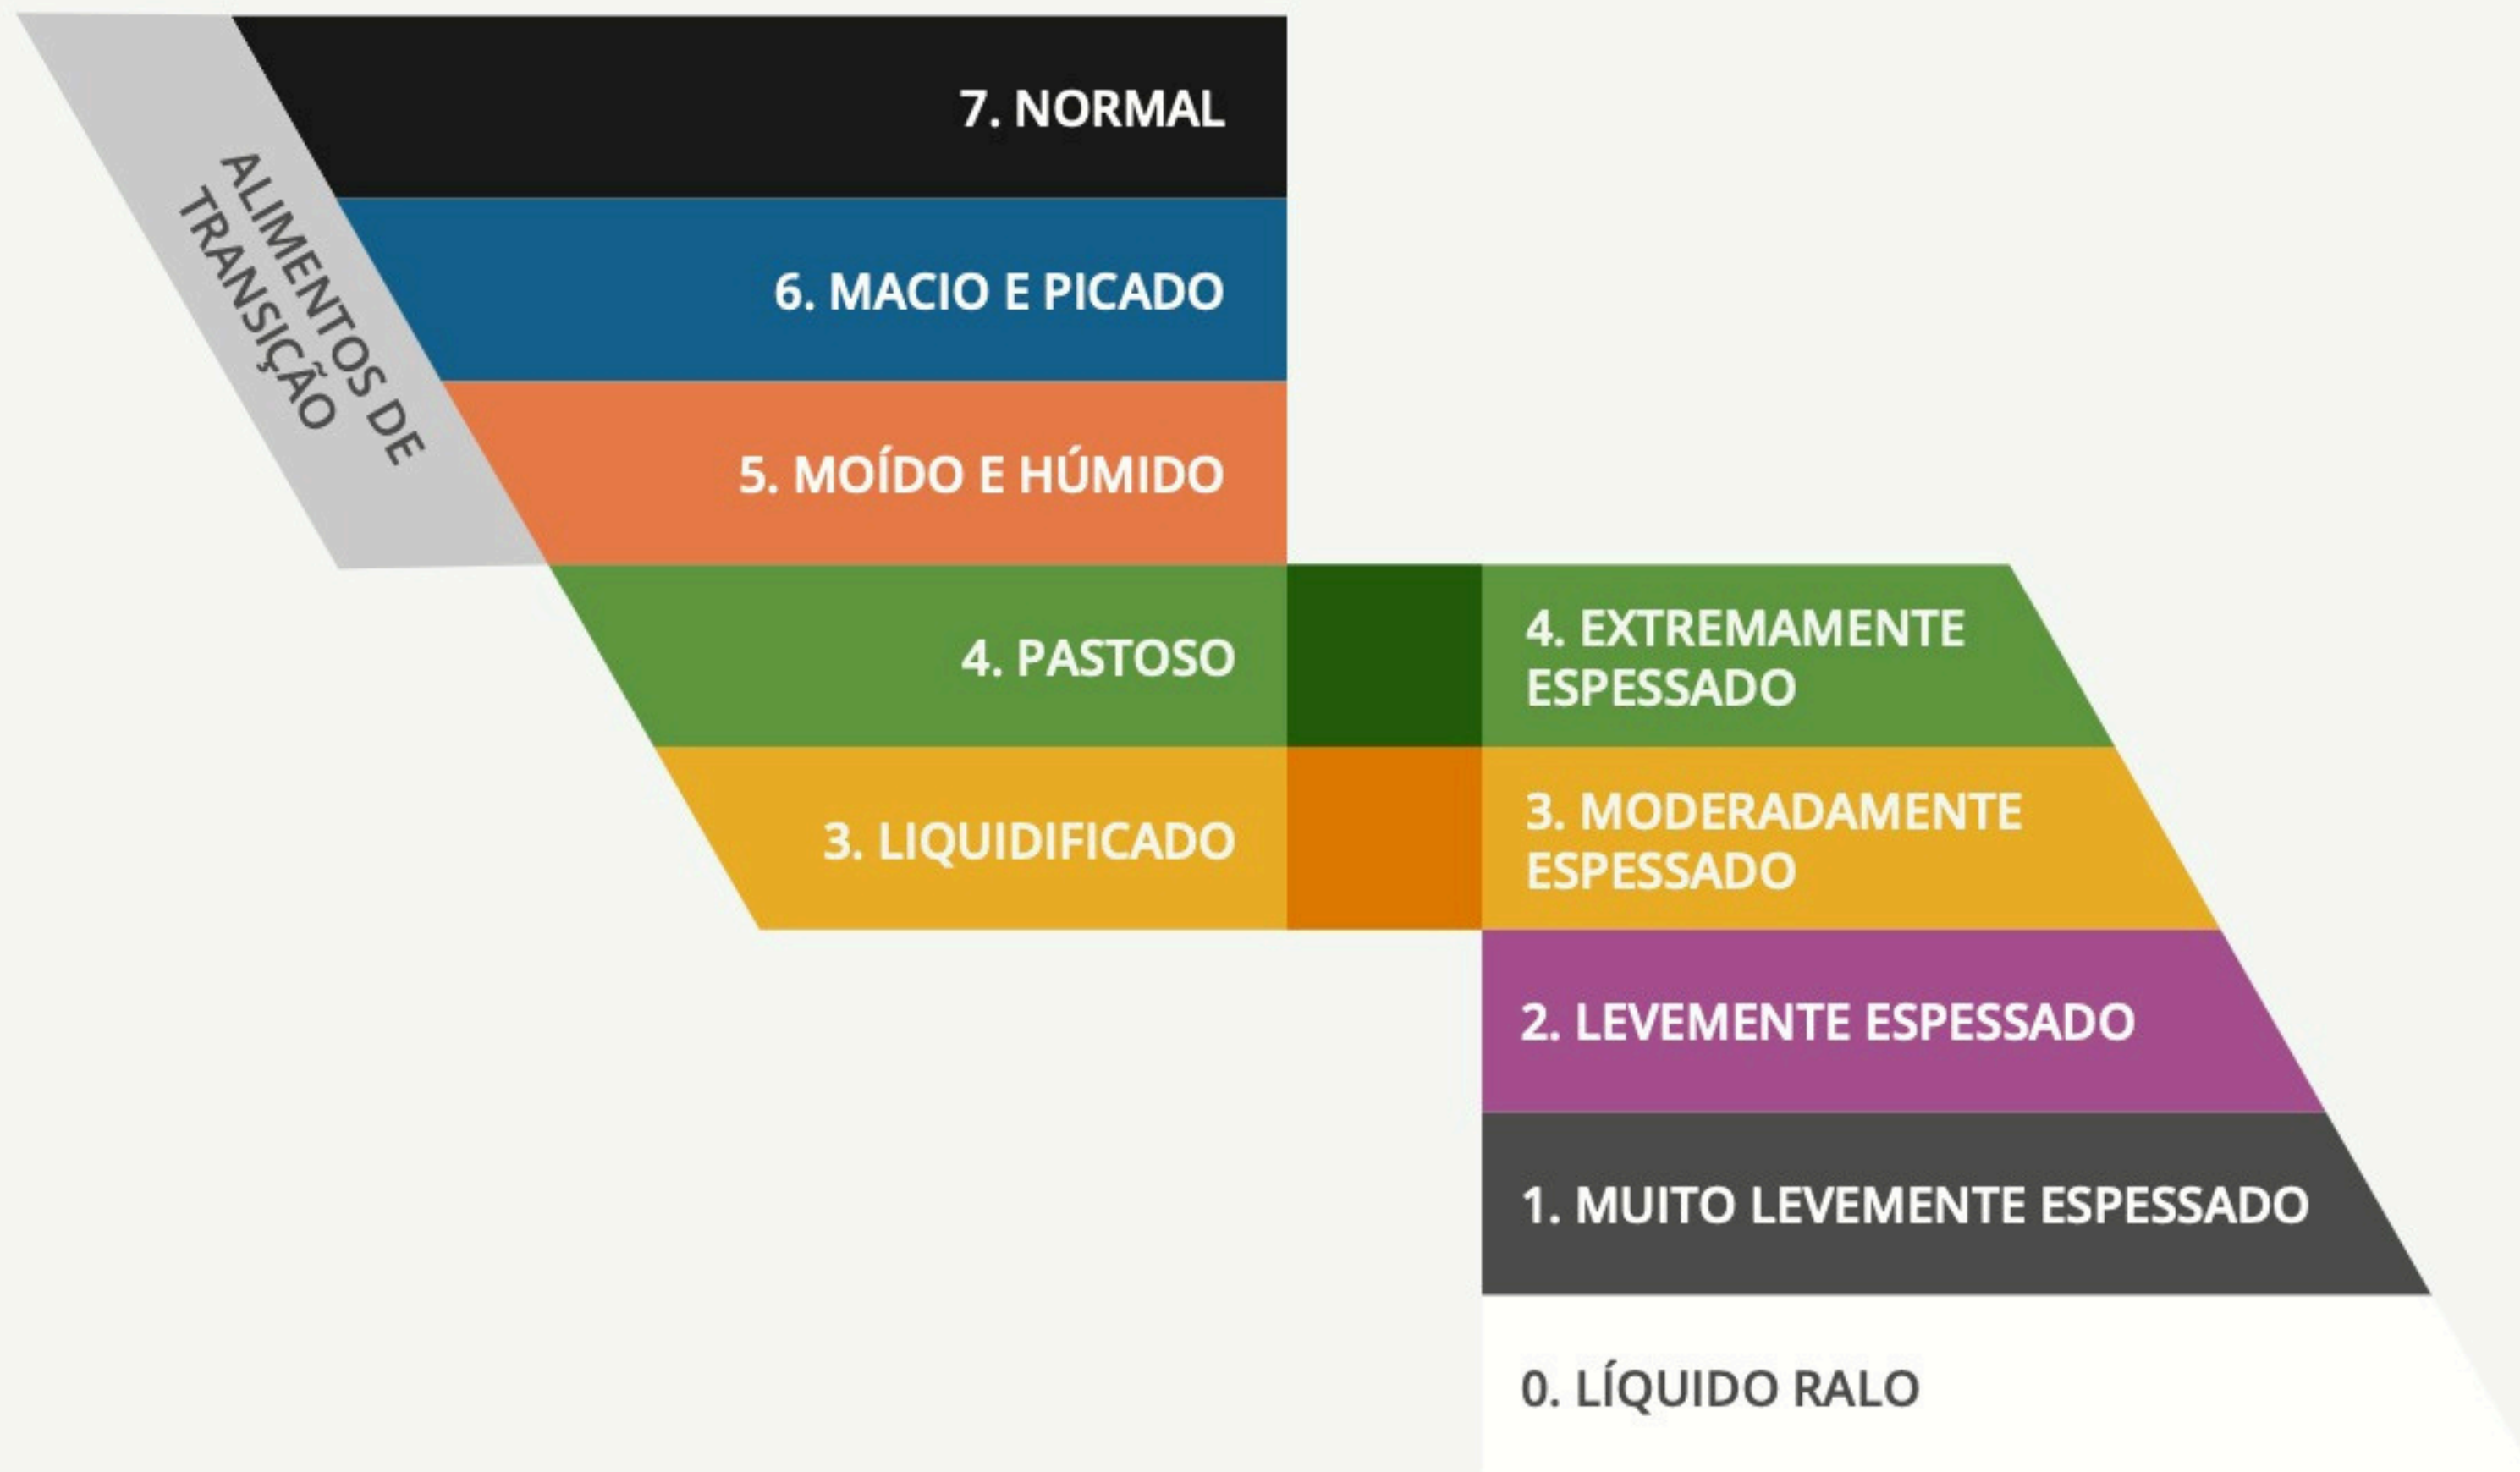 ALIMENTOS DE
TRANSIÇÃO
7. NORMAL
6. MACIO E PICADO
5. MOÍDO E HÚMIDO
4. PASTOSO
3. LIQUIDIFICADO
4. EXTREMAMENTE
ESPESSADO
3. MODERADAMENTE
ESPESSADO
2. LEVEMENTE ESPESSADO
1. MUITO LEVEMENTE ESPESSADO
0. LÍQUIDO RALO